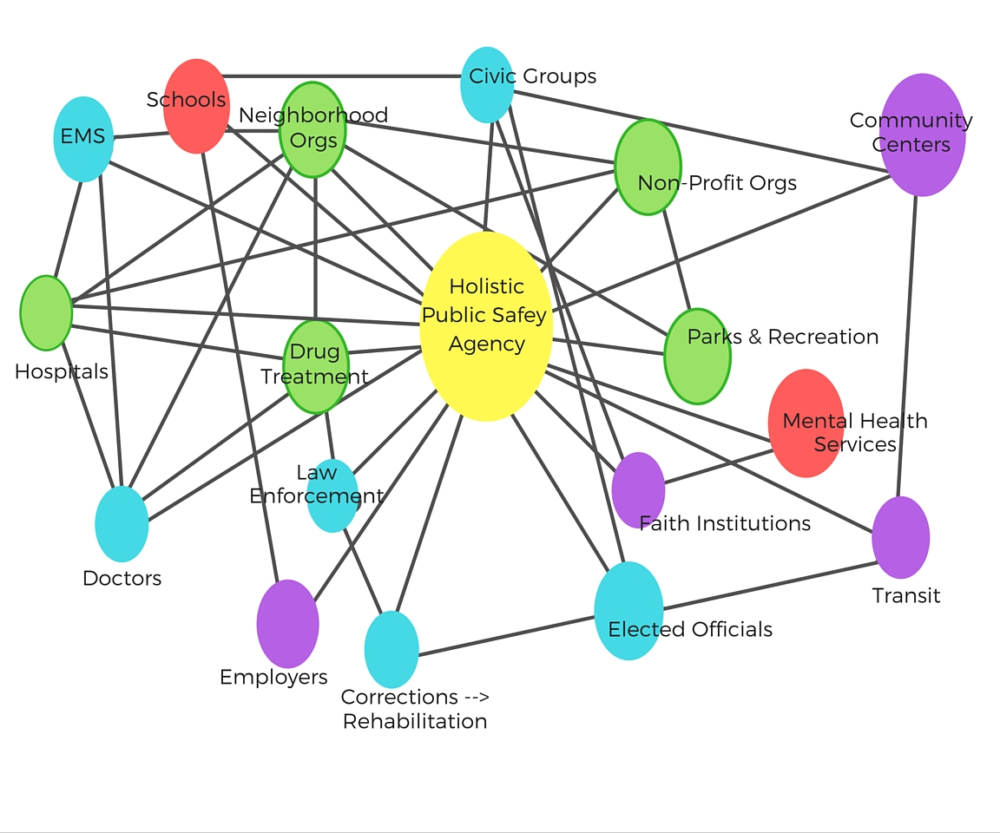 Civic Groups
Schools
Neighborhood
Orgs
Community
Centers
EMS
Non-Profit Orgs
Holistic
Public Safey
Agency
Parks & Recreation
Drug
Treatment
Hospitals
Mental Health
Services
Law
Enforcement
Faith Institutions
Doctors
Transit
Elected Officials
Employers
Corrections -->
Rehabilitation